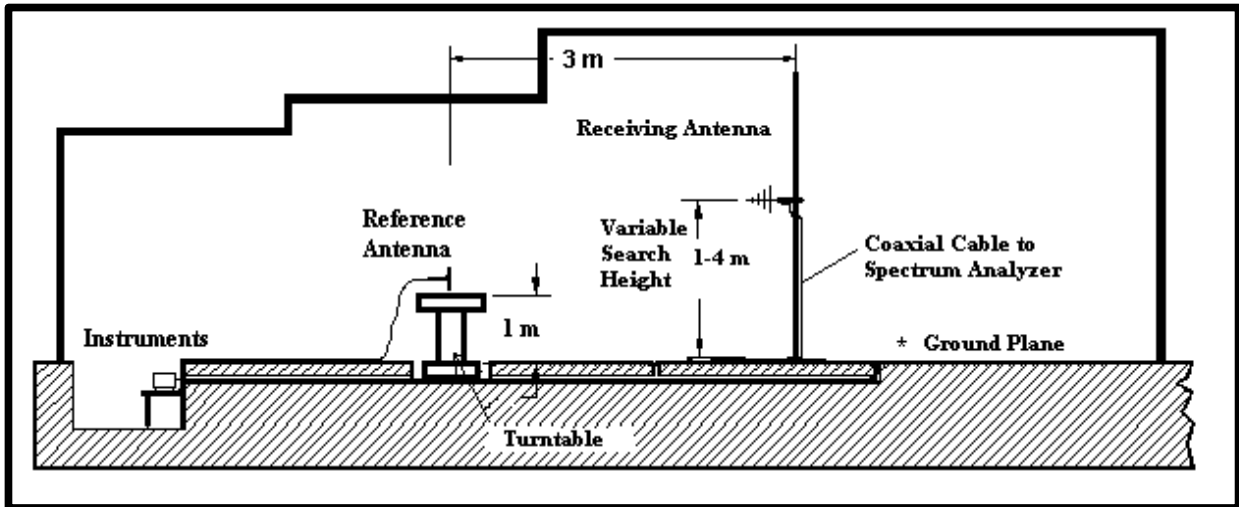 3 m
Receiving Antenna
Reference
Antenna
Variable
Search
Height
1-4 m
Coaxial Cable to
Spectrum Analyzer
1 m
Instruments
* Ground Plane
Turntable